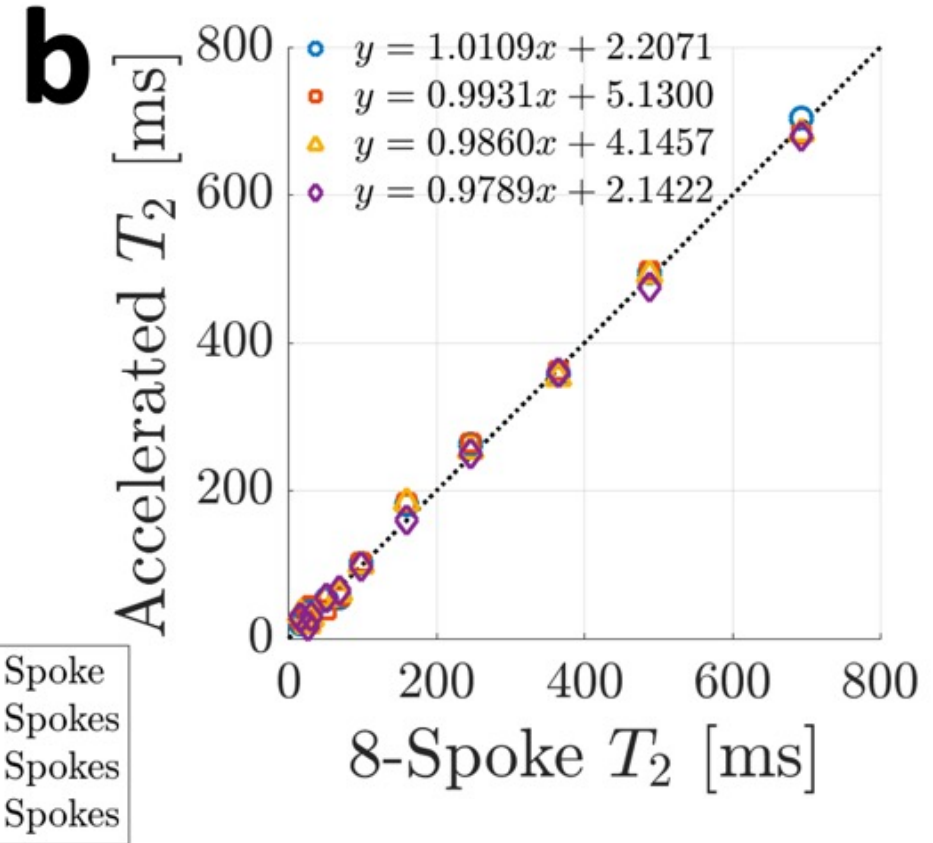 b
Accelerated T₂ [ms]
800
600
400
200
0
y = 1.0109x + 2.2071
y = 0.9931x + 5.1300
y = 0.9860x + 4.1457
y = 0.9789x + 2.1422
0 200 400 600 800
8-Spoke T₂ [ms]
Spoke
Spokes
Spokes
Spokes